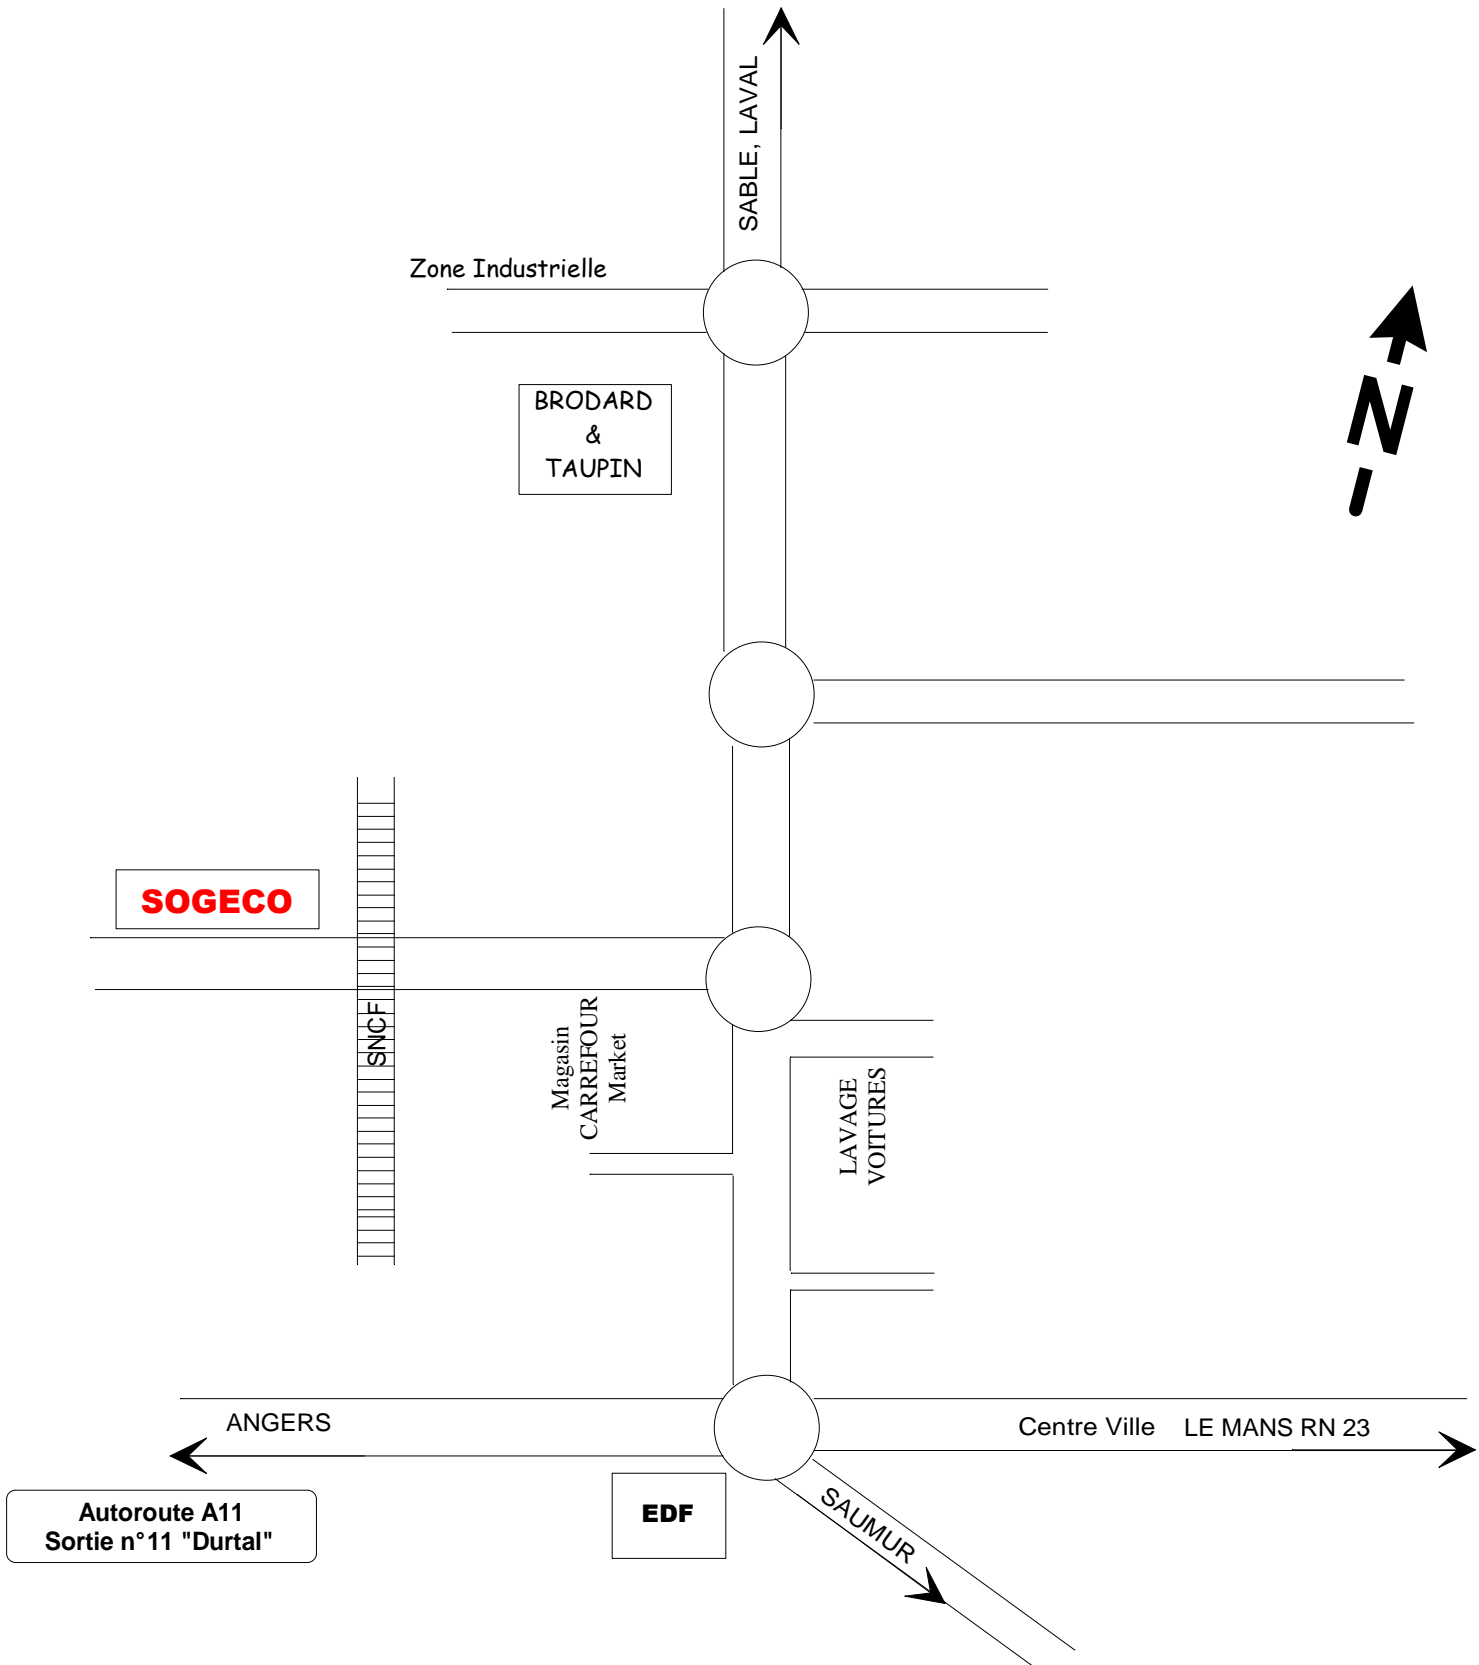 SABLE, LAVAL
Zone Industrielle
BRODARD
&
TAUPIN
N
SOGECO
SNCF
Magasin
CARREFOUR
Market
LAVAGE
VOITURES
ANGERS
Centre Ville LE MANS RN 23
Autoroute A11
Sortie n°11 "Durtal"
EDF
SAUMUR